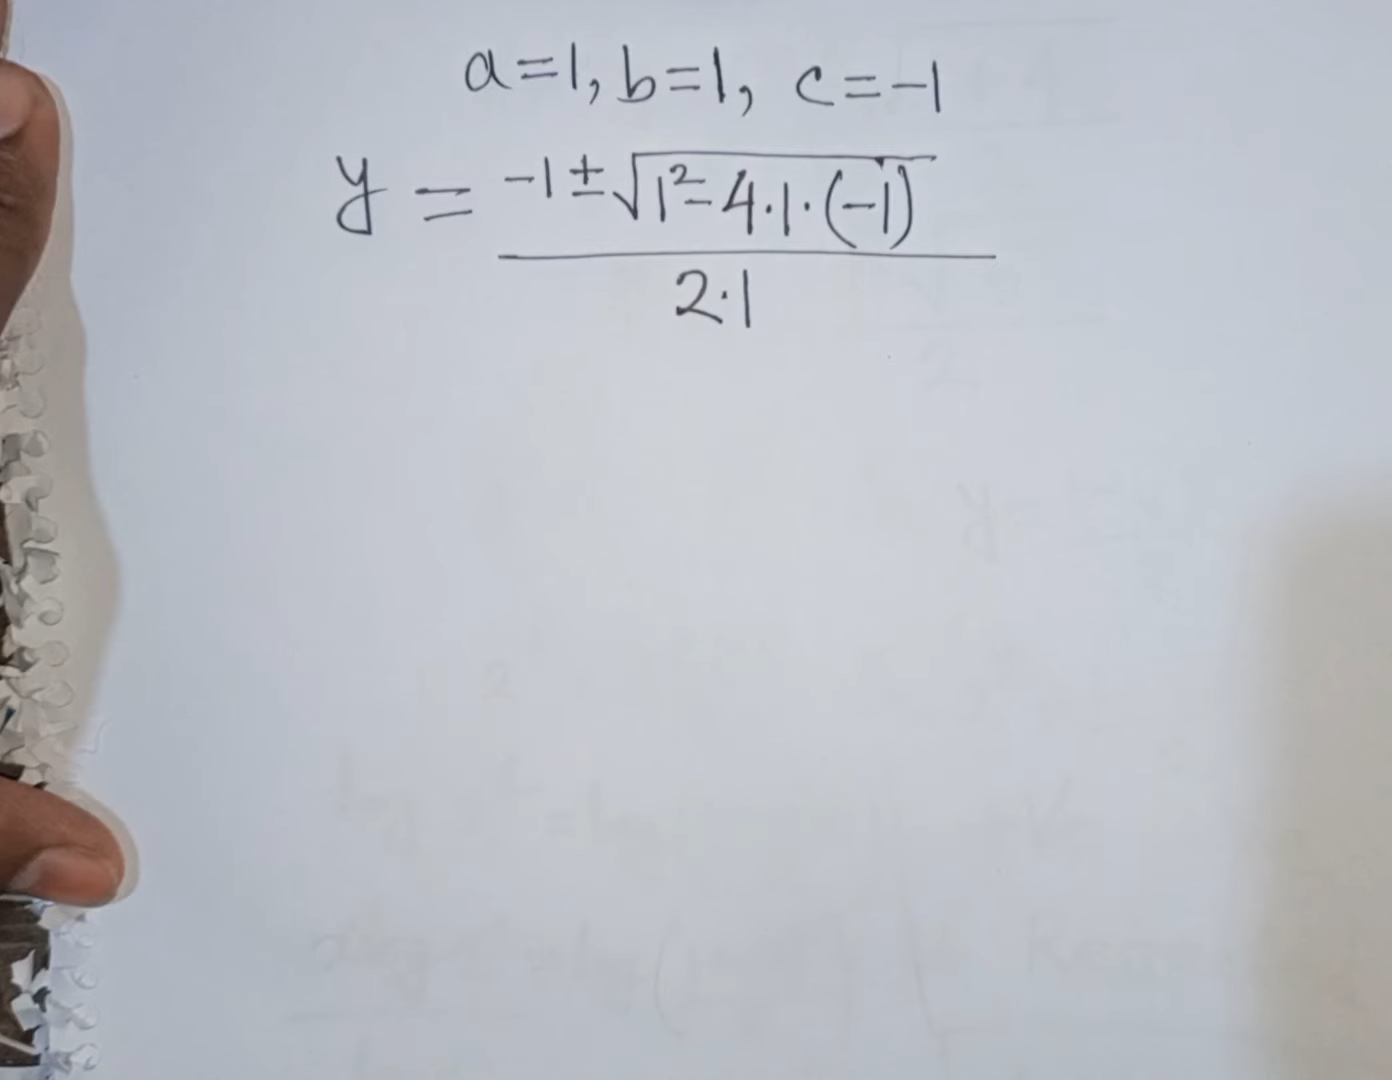 a=1, b=1, c=-1
y = (-1±√(1²-4·1·(-1)))/(2·1)